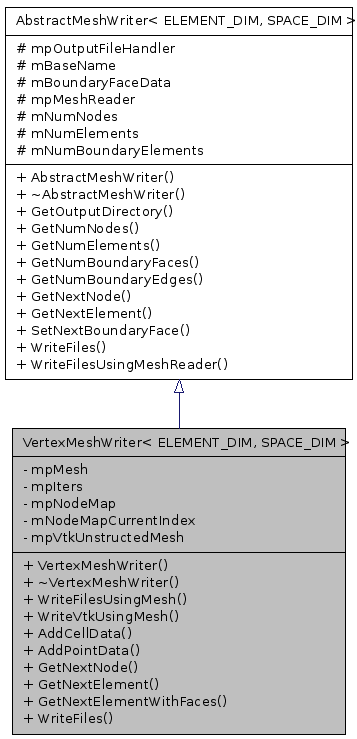 AbstractMeshWriter< ELEMENT_DIM, SPACE_DIM >
# mpOutputFileHandler
# mBaseName
# mBoundaryFaceData
# mpMeshReader
# mNumNodes
# mNumElements
# mNumBoundaryElements
+ AbstractMeshWriter()
+ ~AbstractMeshWriter()
+ GetOutputDirectory()
+ GetNumNodes()
+ GetNumElements()
+ GetNumBoundaryFaces()
+ GetNumBoundaryEdges()
+ GetNextNode()
+ GetNextElement()
+ SetNextBoundaryFace()
+ WriteFiles()
+ WriteFilesUsingMeshReader()
VertexMeshWriter< ELEMENT_DIM, SPACE_DIM >
- mpMesh
- mpIters
- mpNodeMap
- mNodeMapCurrentIndex
- mpVtkUnstructedMesh
+ VertexMeshWriter()
+ ~VertexMeshWriter()
+ WriteFilesUsingMesh()
+ WriteVtkUsingMesh()
+ AddCellData()
+ AddPointData()
+ GetNextNode()
+ GetNextElement()
+ GetNextElementWithFaces()
+ WriteFiles()